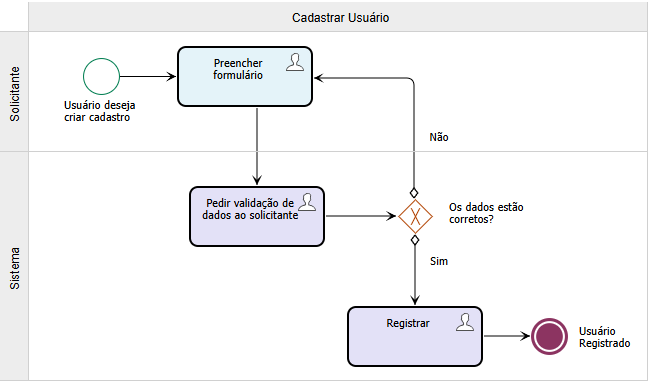 Cadastrar Usuário
Solicitante
Preencher
formulário
Usuário deseja
criar cadastro
Não
Sistema
Pedir validação de
dados ao solicitante
Os dados estão
corretos?
Sim
Registrar
Usuário
Registrado